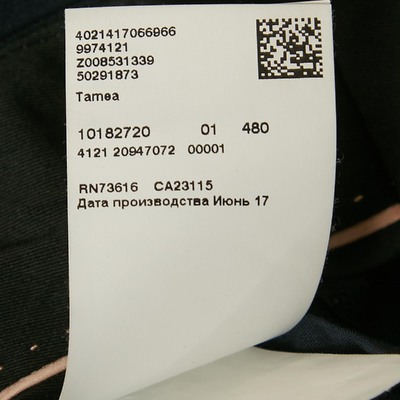 4021417066966
9974121
Z008531339
50291873
Tamea
10182720 01 480
4121 20947072 00001
RN73616 CA23115
Дата производства Июнь 17